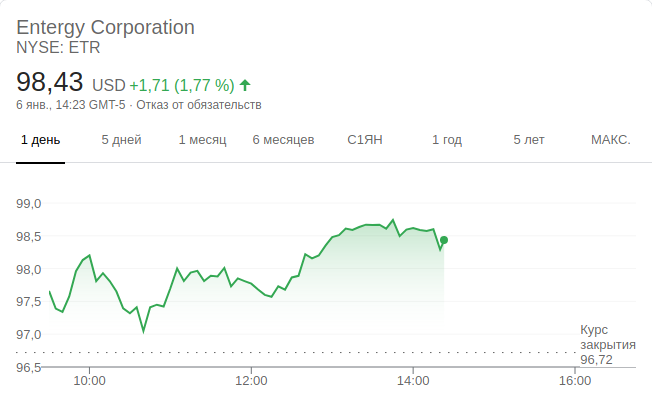 Entergy Corporation
NYSE: ETR
98,43 USD +1,71 (1,77 %)
6 янв., 14:23 GMT-5 · Отказ от обязательств
1 день 5 дней 1 месяц 6 месяцев С1ЯН 1 год 5 лет МАКС.
99,0
98,5
98,0
97,5
97,0
96,5
Курс
закрытия
96,72
10:00 12:00 14:00 16:00